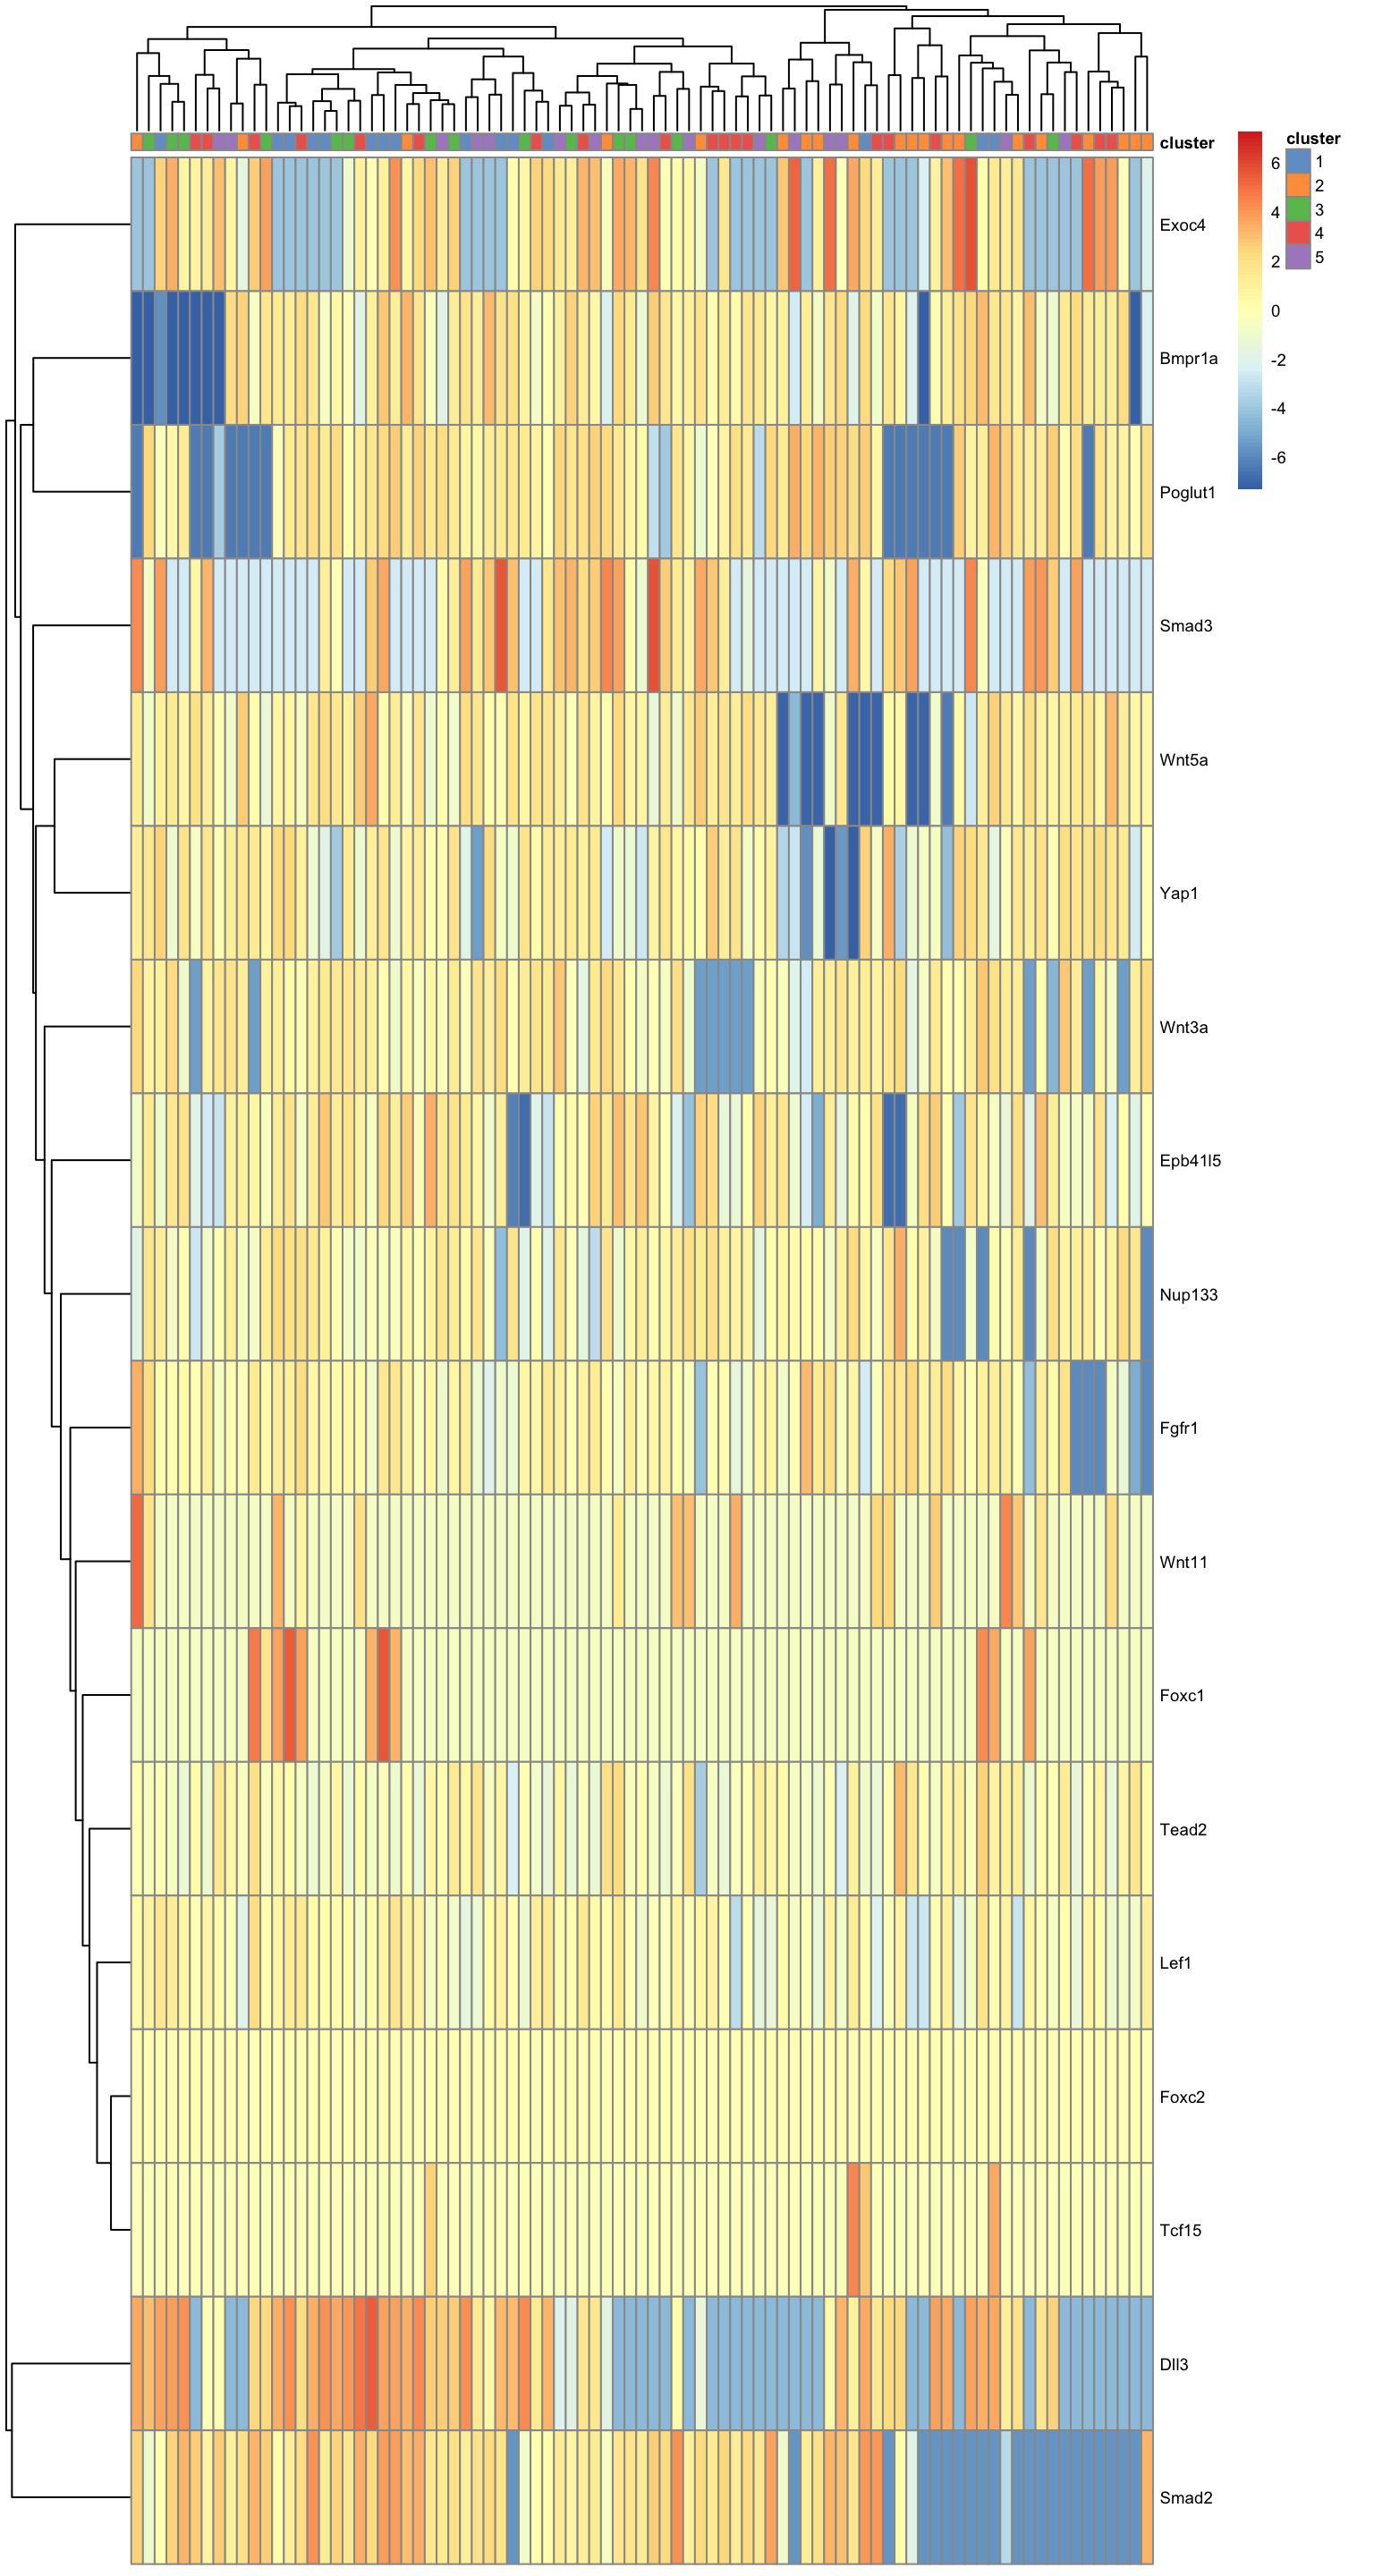 cluster
Exoc4
Bmpr1a
Poglut1
Smad3
Wnt5a
Yap1
Wnt3a
Epb41l5
Nup133
Fgfr1
Wnt11
Foxc1
Tead2
Lef1
Foxc2
Tcf15
Dll3
Smad2
6
4
2
0
-2
-4
-6
cluster
1
2
3
4
5